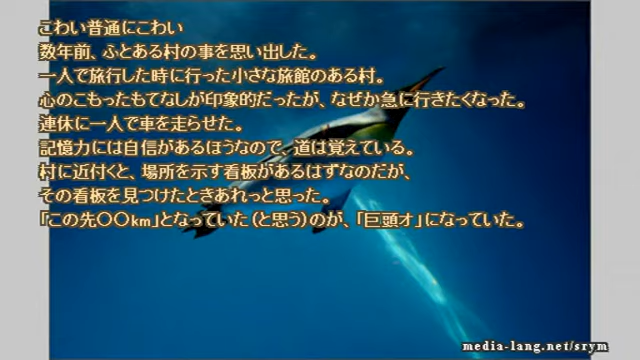 こわい普通にこわい
数年前、ふとある村の事を思い出した。
一人で旅行した時に行った小さな旅館のある村。
心のこもったもてなしが印象的だったが、なぜか急に行きたくなった。
連休に一人で車を走らせた。
記憶力には自信があるほうなので、道は覚えている。
村に近付くと、場所を示す看板があるはずなのだが、
その看板を見つけたときあれっと思った。
「この先〇〇km」となっていた（と思う）のが、「巨頭オ」になっていた。
media-lang.net/srym